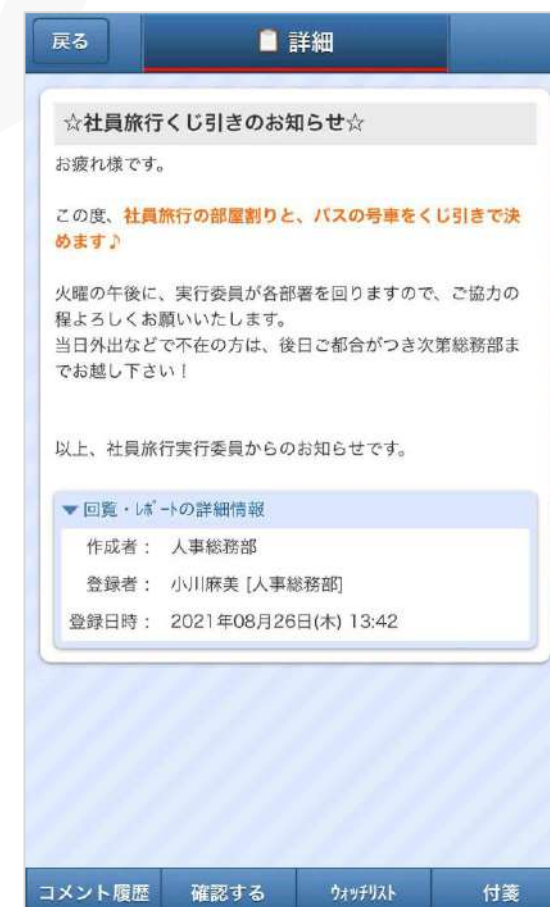 戻る
📋 詳細
☆社員旅行くじ引きのお知らせ☆
お疲れ様です。
この度、社員旅行の部屋割りと、バスの号車をくじ引きで決
めます♪
火曜の午後に、実行委員が各部署を回りますので、ご協力の
程よろしくお願いいたします。
当日外出などで不在の方は、後日ご都合がつき次第総務部ま
でお越し下さい！
以上、社員旅行実行委員からのお知らせです。
▼回覧・ﾚﾎﾟｰﾄの詳細情報
作成者： 人事総務部
登録者： 小川麻美 [人事総務部]
登録日時： 2021年08月26日(木) 13:42
コメント履歴 確認する ｳｫｯﾁﾘｽﾄ 付箋